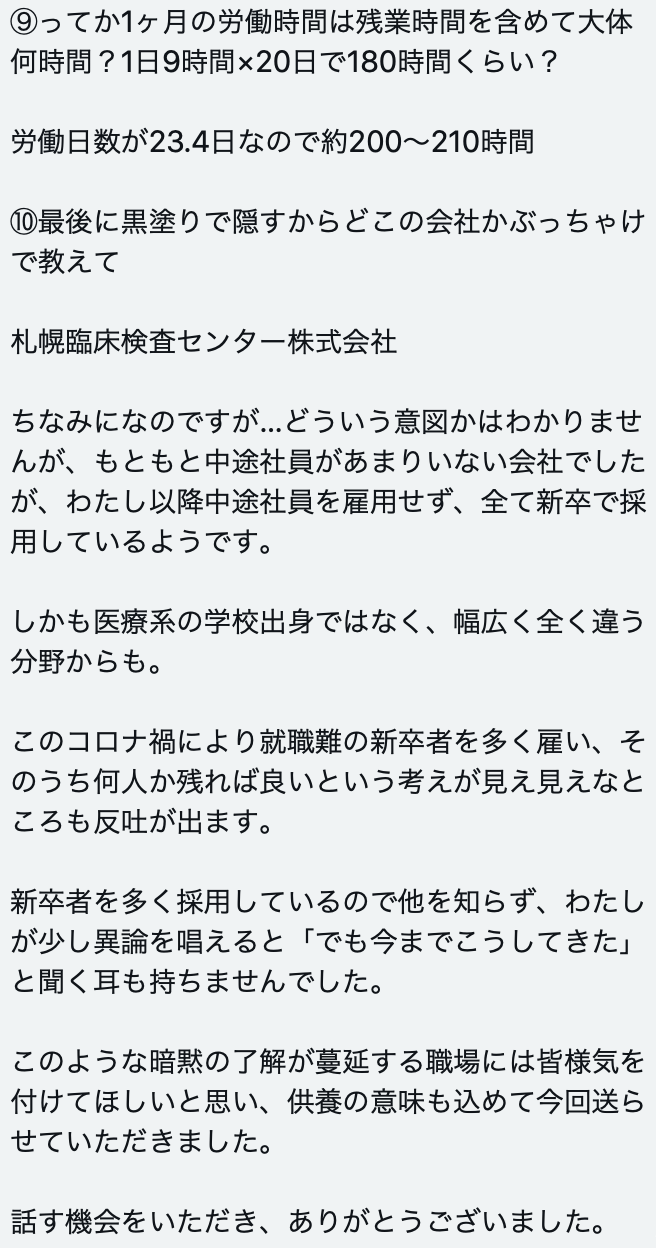 ⑨ってか1ヶ月の労働時間は残業時間を含めて大体
何時間？1日9時間×20日で180時間くらい？
労働日数が23.4日なので約200〜210時間
⑩最後に黒塗りで隠すからどこの会社かぶっちゃけ
で教えて
札幌臨床検査センター株式会社
ちなみになのですが...どういう意図かはわかりませ
んが、もともと中途社員があまりいない会社でした
が、わたし以降中途社員を雇用せず、全て新卒で採
用しているようです。
しかも医療系の学校出身ではなく、幅広く全く違う
分野からも。
このコロナ禍により就職難の新卒者を多く雇い、そ
のうち何人か残れば良いという考えが見え見えなと
ころも反吐が出ます。
新卒者を多く採用しているので他を知らず、わたし
が少し異論を唱えると「でも今までこうしてきた」
と聞く耳も持ちませんでした。
このような暗黙の了解が蔓延する職場には皆様気を
付けてほしいと思い、供養の意味も込めて今回送ら
せていただきました。
話す機会をいただき、ありがとうございました。